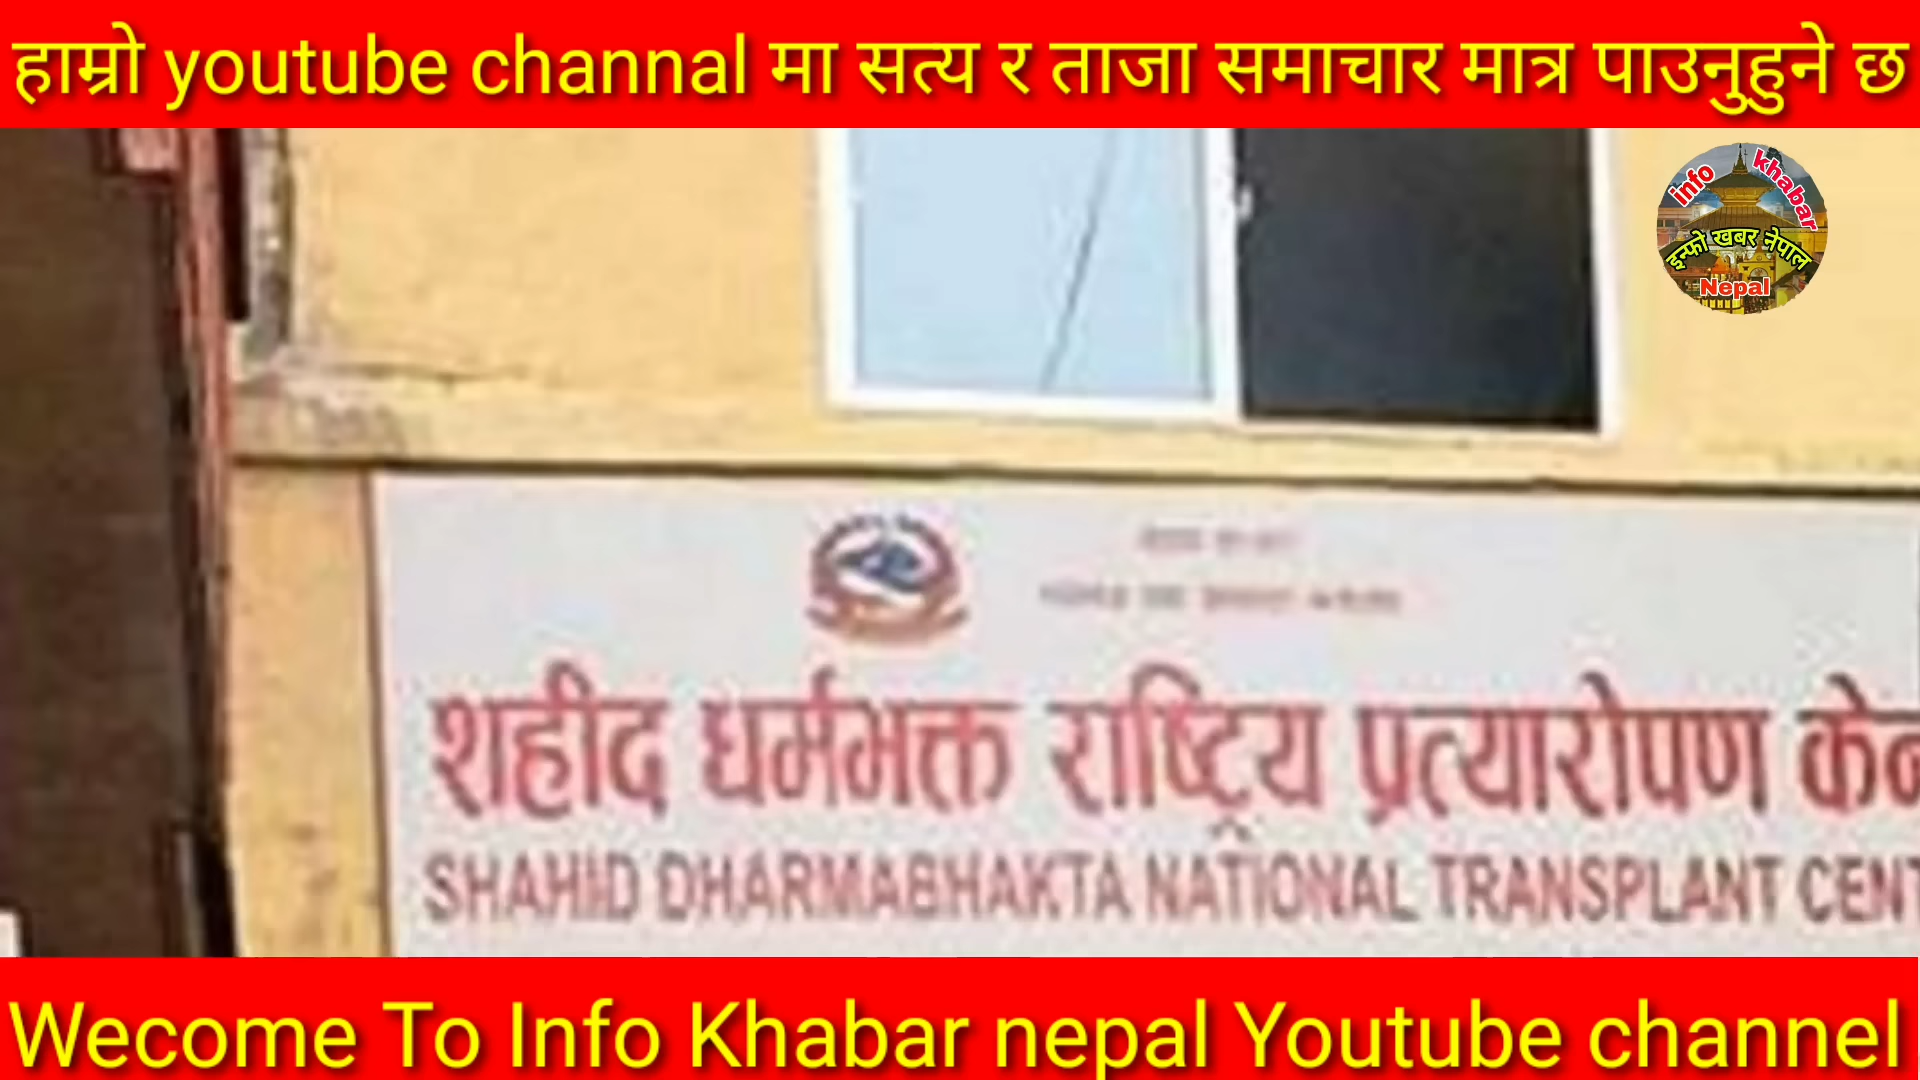 हाम्रो youtube channal मा सत्य र ताजा समाचार मात्र पाउनुहुने छ
info khabar
इन्फो खबर नेपाल
Nepal
शहीद धर्मभक्त राष्ट्रिय प्रत्यारोपण केन
SHAHID DHARMABHAKTA NATIONAL TRANSPLANT CENT
Wecome To Info Khabar nepal Youtube channel